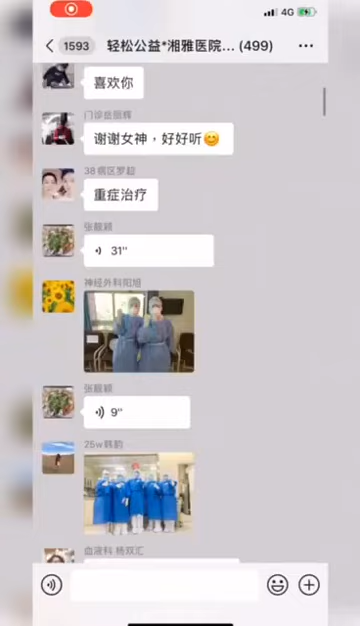 4G
1593
轻松公益*湘雅医院... (499)
喜欢你
门诊岳丽辉
谢谢女神，好好听😊
38病区罗超
重症治疗
张靓颖
31"
神经外科阳旭
张靓颖
9"
25w韩韵
血液科 杨双汇